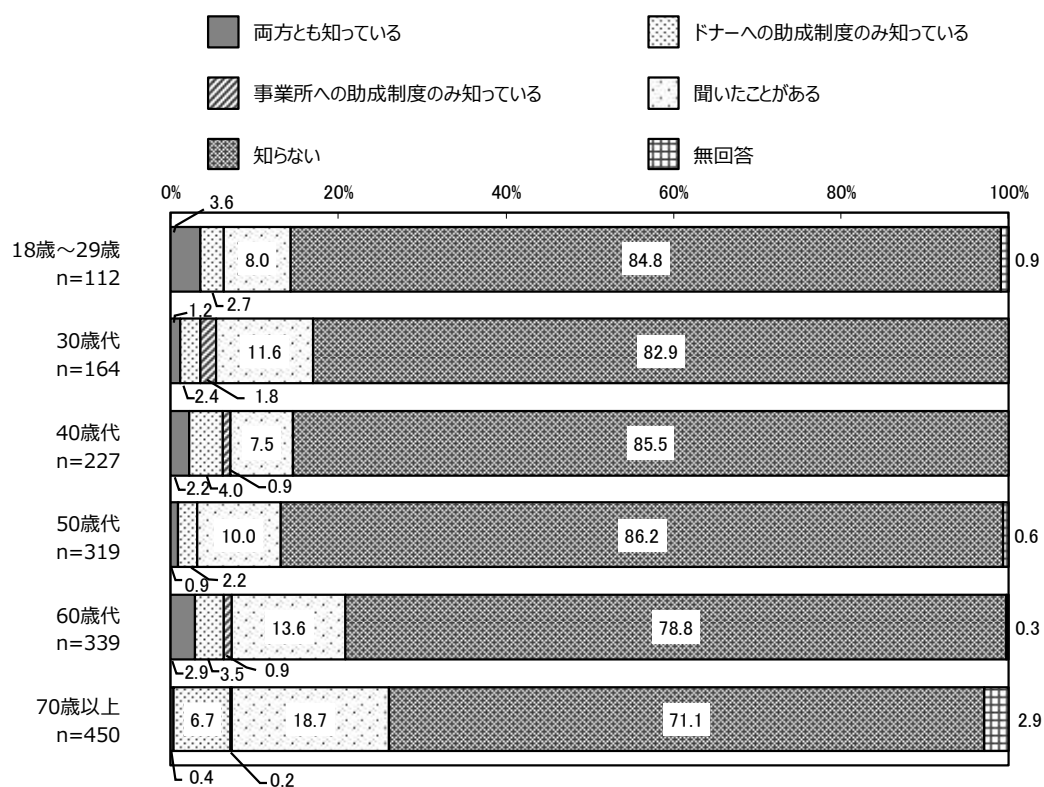 両方とも知っている
ドナーへの助成制度のみ知っている
事業所への助成制度のみ知っている
聞いたことがある
知らない
無回答
0% 20% 40% 60% 80% 100%
3.6
18歳～29歳
n=112
8.0 84.8 0.9
2.7
1.2
30歳代
n=164
11.6 82.9
2.4 1.8
40歳代
n=227
7.5 85.5
2.2 4.0 0.9
50歳代
n=319
10.0 86.2 0.6
0.9 2.2
60歳代
n=339
13.6 78.8 0.3
2.9 3.5 0.9
70歳以上
n=450
6.7 18.7 71.1 2.9
0.4 0.2